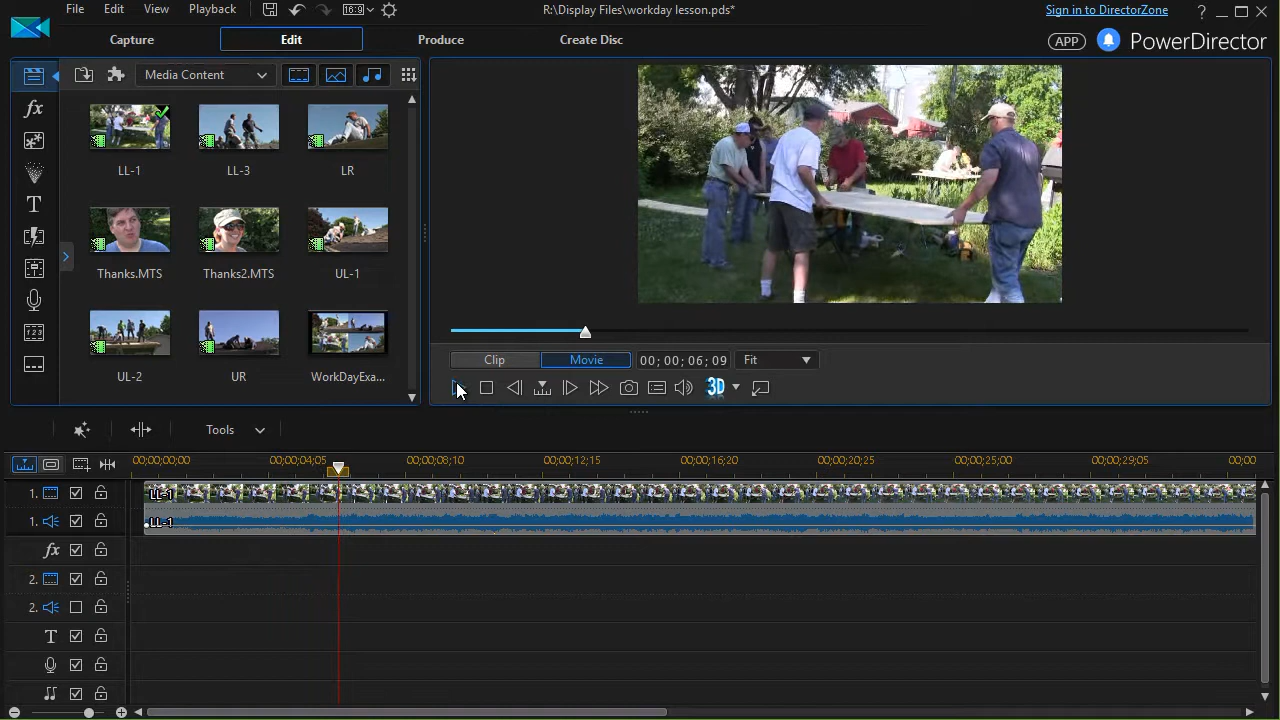 File Edit View Playback 16:9 R:\Display Files\workday lesson.pds* Sign in to DirectorZone ?
Capture Edit Produce Create Disc APP PowerDirector
Media Content
LL-1 LL-3 LR
Thanks.MTS Thanks2.MTS UL-1
UL-2 UR WorkDayExa...
Clip Movie 00; 00; 06; 09 Fit
3D
fx
T
123
Tools
00;00;00;00 00;00;04;05 00;00;08;10 00;00;12;15 00;00;16;20 00;00;20;25 00;00;25;00 00;00;29;05 00;00
1. LL-1
1. LL-1
fx
2.
2.
T